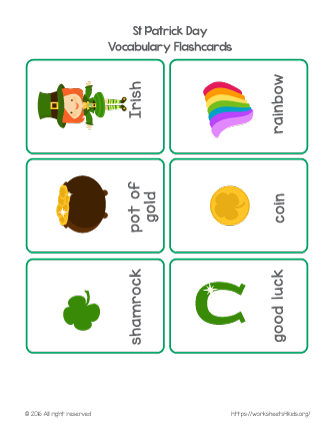 St Patrick Day
Vocabulary Flashcards
Irish
rainbow
pot of
gold
coin
shamrock
good luck
© 2016 All right reserved
https://worksheets4kids.org/